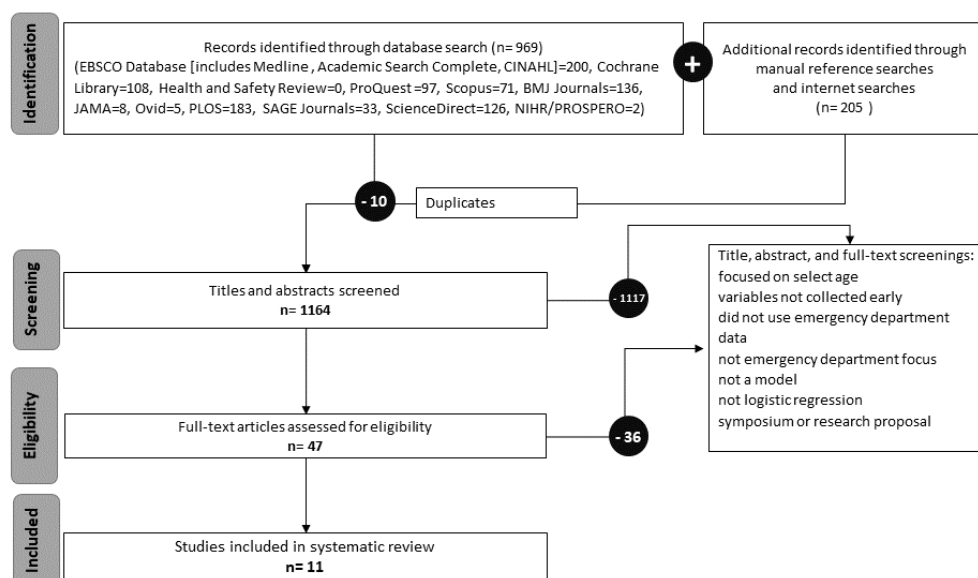 Identification
Records identified through database search (n= 969)
(EBSCO Database [includes Medline, Academic Search Complete, CINAHL]=200, Cochrane
Library=108, Health and Safety Review=0, ProQuest=97, Scopus=71, BMJ Journals=136,
JAMA=8, Ovid=5, PLOS=183, SAGE Journals=33, ScienceDirect=126, NIHR/PROSPERO=2)
+
Additional records identified through
manual reference searches
and internet searches
(n= 205 )
- 10
Duplicates
Screening
Titles and abstracts screened
n= 1164
- 1117
Title, abstract, and full-text screenings:
focused on select age
variables not collected early
did not use emergency department
data
not emergency department focus
not a model
not logistic regression
symposium or research proposal
Eligibility
Full-text articles assessed for eligibility
n= 47
- 36
Included
Studies included in systematic review
n= 11